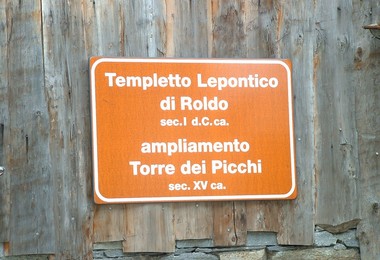 Templetto Lepontico
di Roldo
sec. I d.C. ca.
ampliamento
Torre dei Picchi
sec. XV ca.